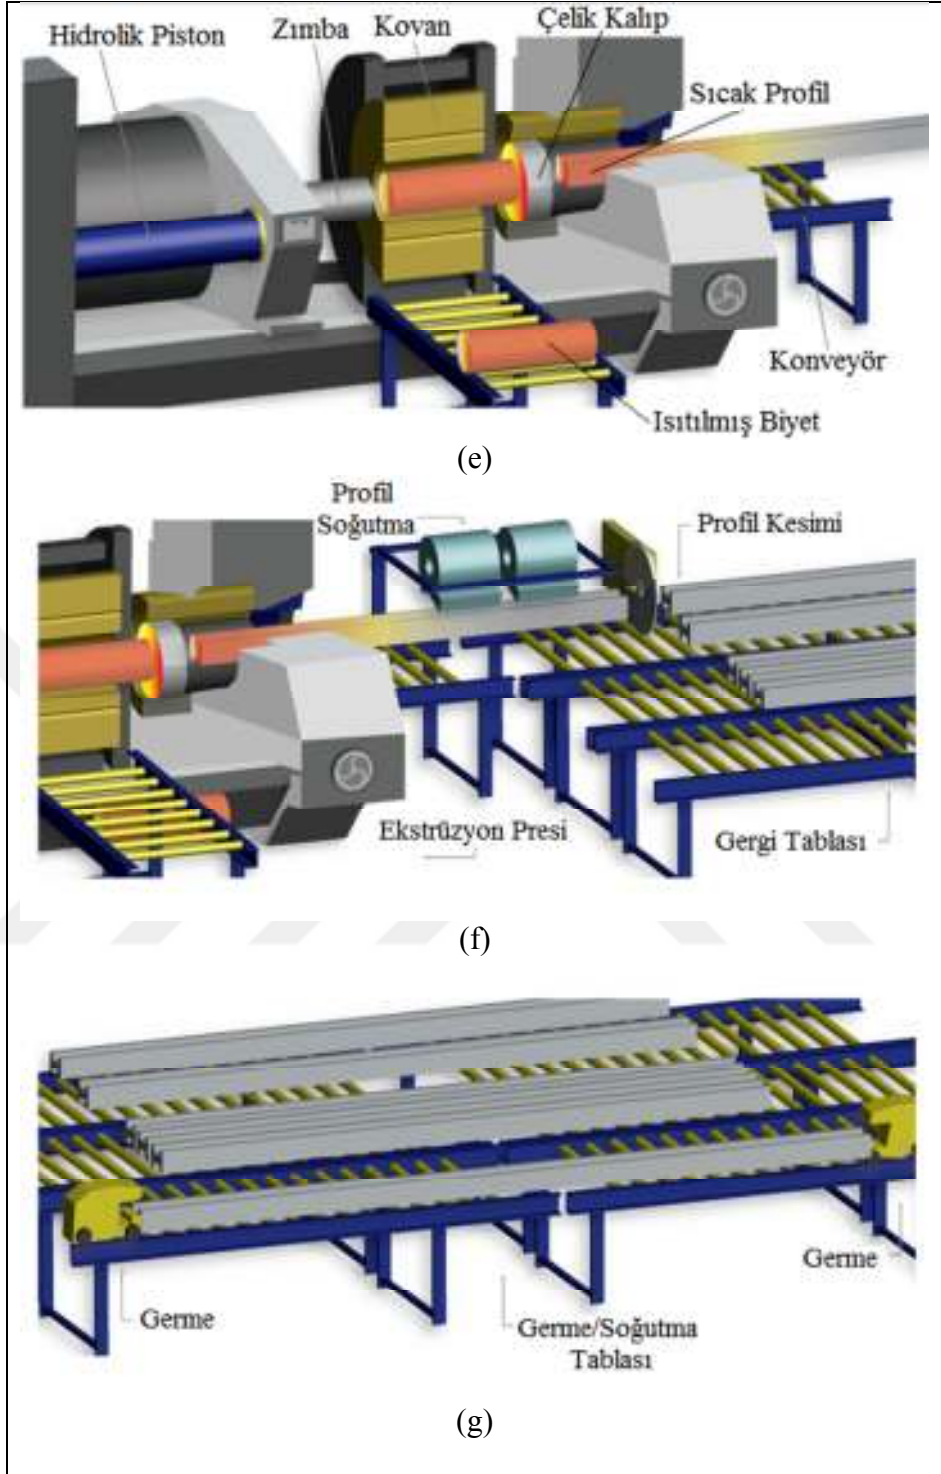 Hidrolik Piston
Zımba
Kovan
Çelik Kalıp
Sıcak Profil
Konveyör
Isıtılmış Biyet
(e)
Profil
Soğutma
Profil Kesimi
Ekstrüzyon Presi
Gergi Tablası
(f)
Germe
Germe
Germe/Soğutma
Tablası
(g)